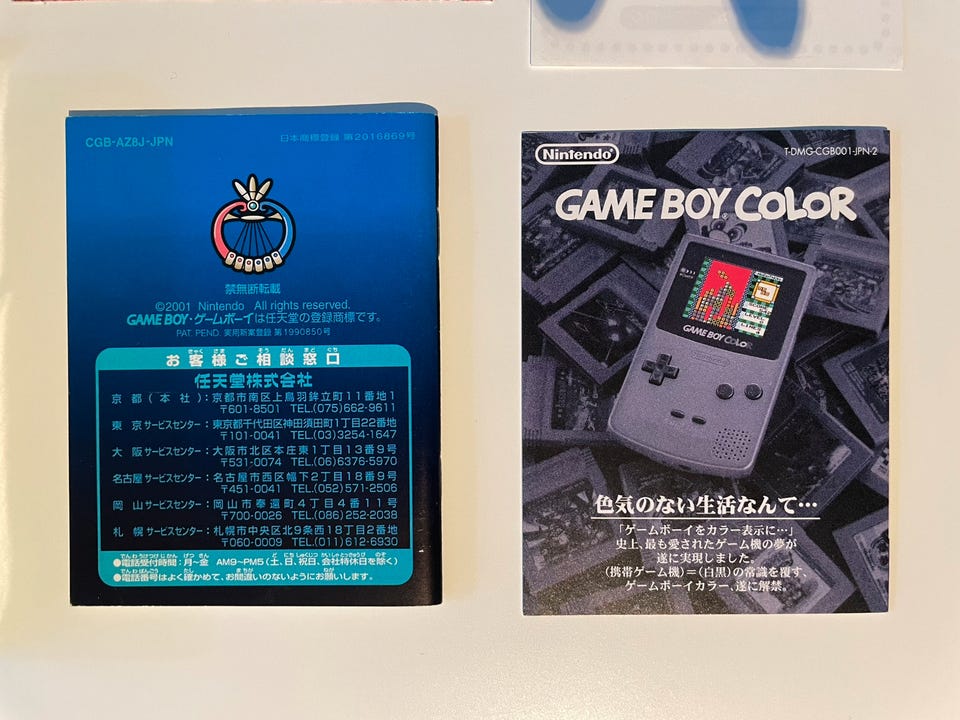 CGB-AZ8J-JPN
日本商標登録 第2016869号
禁無断転載
©2001 Nintendo All rights reserved.
GAME BOY・ゲームボーイは任天堂の登録商標です。
PAT. PEND. 実用新案登録 第1990850号
お客様ご相談窓口
任天堂株式会社
京都(本社):京都市南区上鳥羽鉾立町11番地1
〒601-8501 TEL.(075)662-9611
東京サービスセンター:東京都千代田区神田須田町1丁目22番地
〒101-0041 TEL.(03)3254-1647
大阪サービスセンター:大阪市北区本庄東1丁目13番9号
〒531-0074 TEL.(06)6376-5970
名古屋サービスセンター:名古屋市西区幅下2丁目18番9号
〒451-0041 TEL.(052)571-2506
岡山サービスセンター:岡山市奉還町4丁目4番11号
〒700-0026 TEL.(086)252-2038
札幌サービスセンター:札幌市中央区北9条西18丁目2番地
〒060-0009 TEL.(011)612-6930
●電話受付時間:月~金 AM9~PM5(土、日、祝日、会社特休日を除く)
●電話番号はよく確かめて、お間違いのないようにお願いします。
Nintendo®
T-DMG-CGB001-JPN-2
GAME BOY COLOR
GAME BOY COLOR
色気のない生活なんて…
「ゲームボーイをカラー表示に…」
史上、最も愛されたゲーム機の夢が
遂に実現しました。
(携帯ゲーム機)=(白黒)の常識を覆す、
ゲームボーイカラー、遂に解禁。